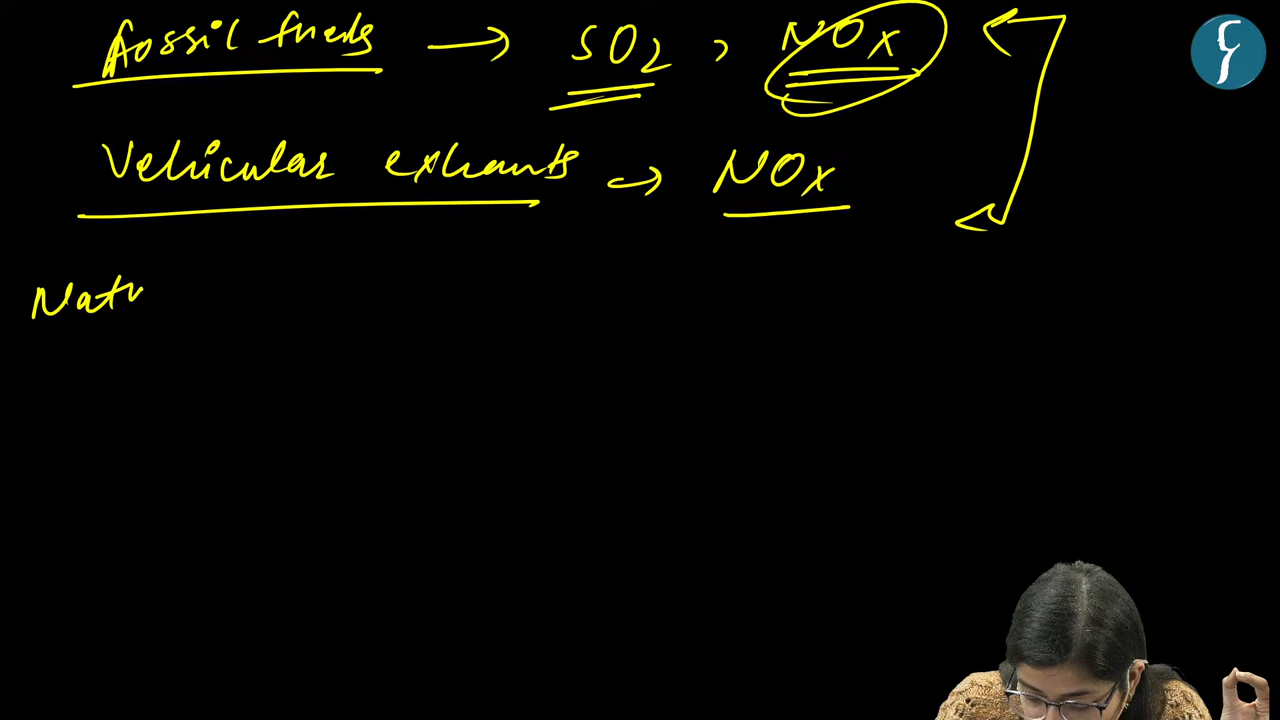 fossil fuels → SO2 , NOx
Vehicular exhausts → NOx
Natu